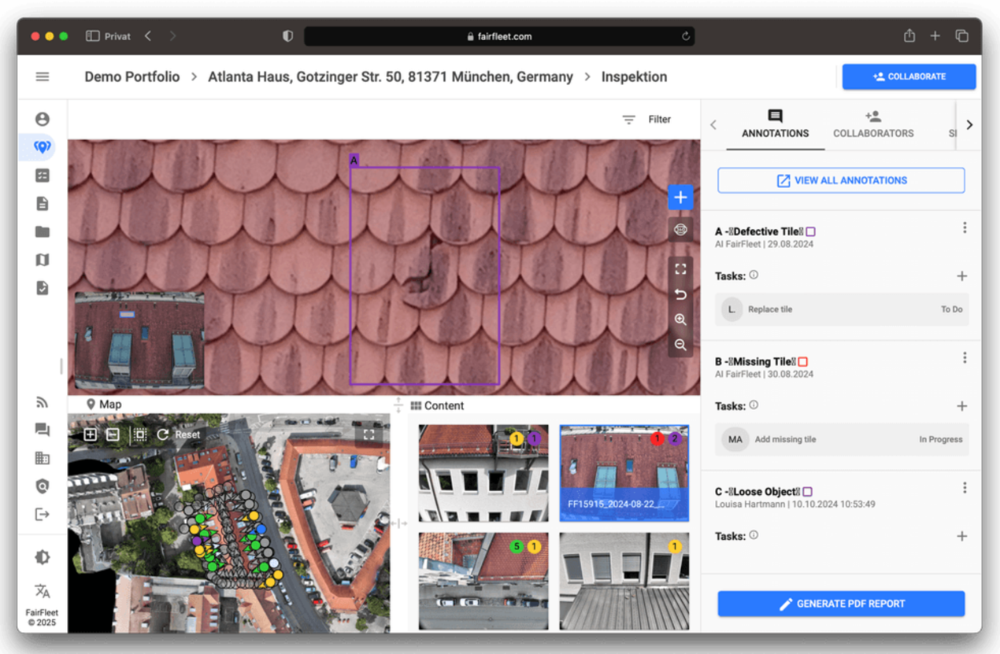 Privat
fairfleet.com
Demo Portfolio > Atlanta Haus, Gotzinger Str. 50, 81371 München, Germany > Inspektion
COLLABORATE
Filter
ANNOTATIONS
COLLABORATORS
SI
VIEW ALL ANNOTATIONS
A
A - Defective Tile
AI FairFleet | 29.08.2024
Tasks:
L. Replace tile To Do
B - Missing Tile
AI FairFleet | 30.08.2024
Tasks:
MA Add missing tile In Progress
C - Loose Object
Louisa Hartmann | 10.10.2024 10:53:49
Tasks:
GENERATE PDF REPORT
Map
Reset
Content
1 1
1 2
FF15915_2024-08-22_...
5 1
1
FairFleet
© 2025